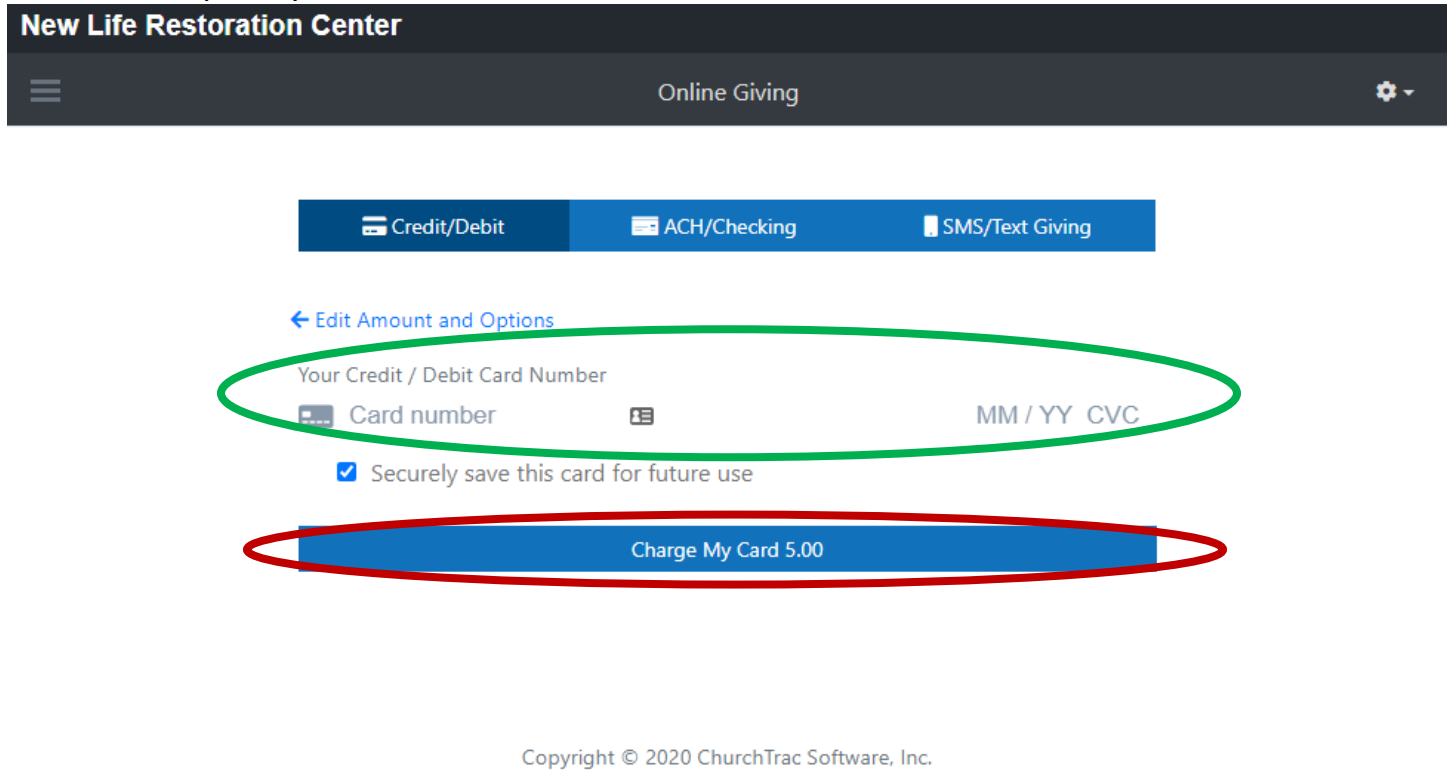 New Life Restoration Center
Online Giving
Credit/Debit ACH/Checking SMS/Text Giving
Edit Amount and Options
Your Credit / Debit Card Number
Card number MM / YY CVC
Securely save this card for future use
Charge My Card 5.00
Copyright © 2020 ChurchTrac Software, Inc.